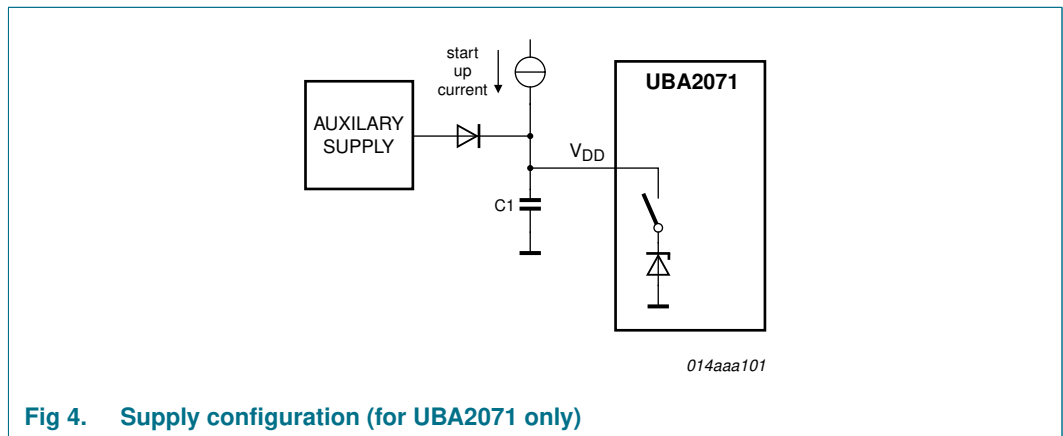 start
up
current
UBA2071
AUXILARY
SUPPLY
VDD
C1
014aaa101
Fig 4. Supply configuration (for UBA2071 only)